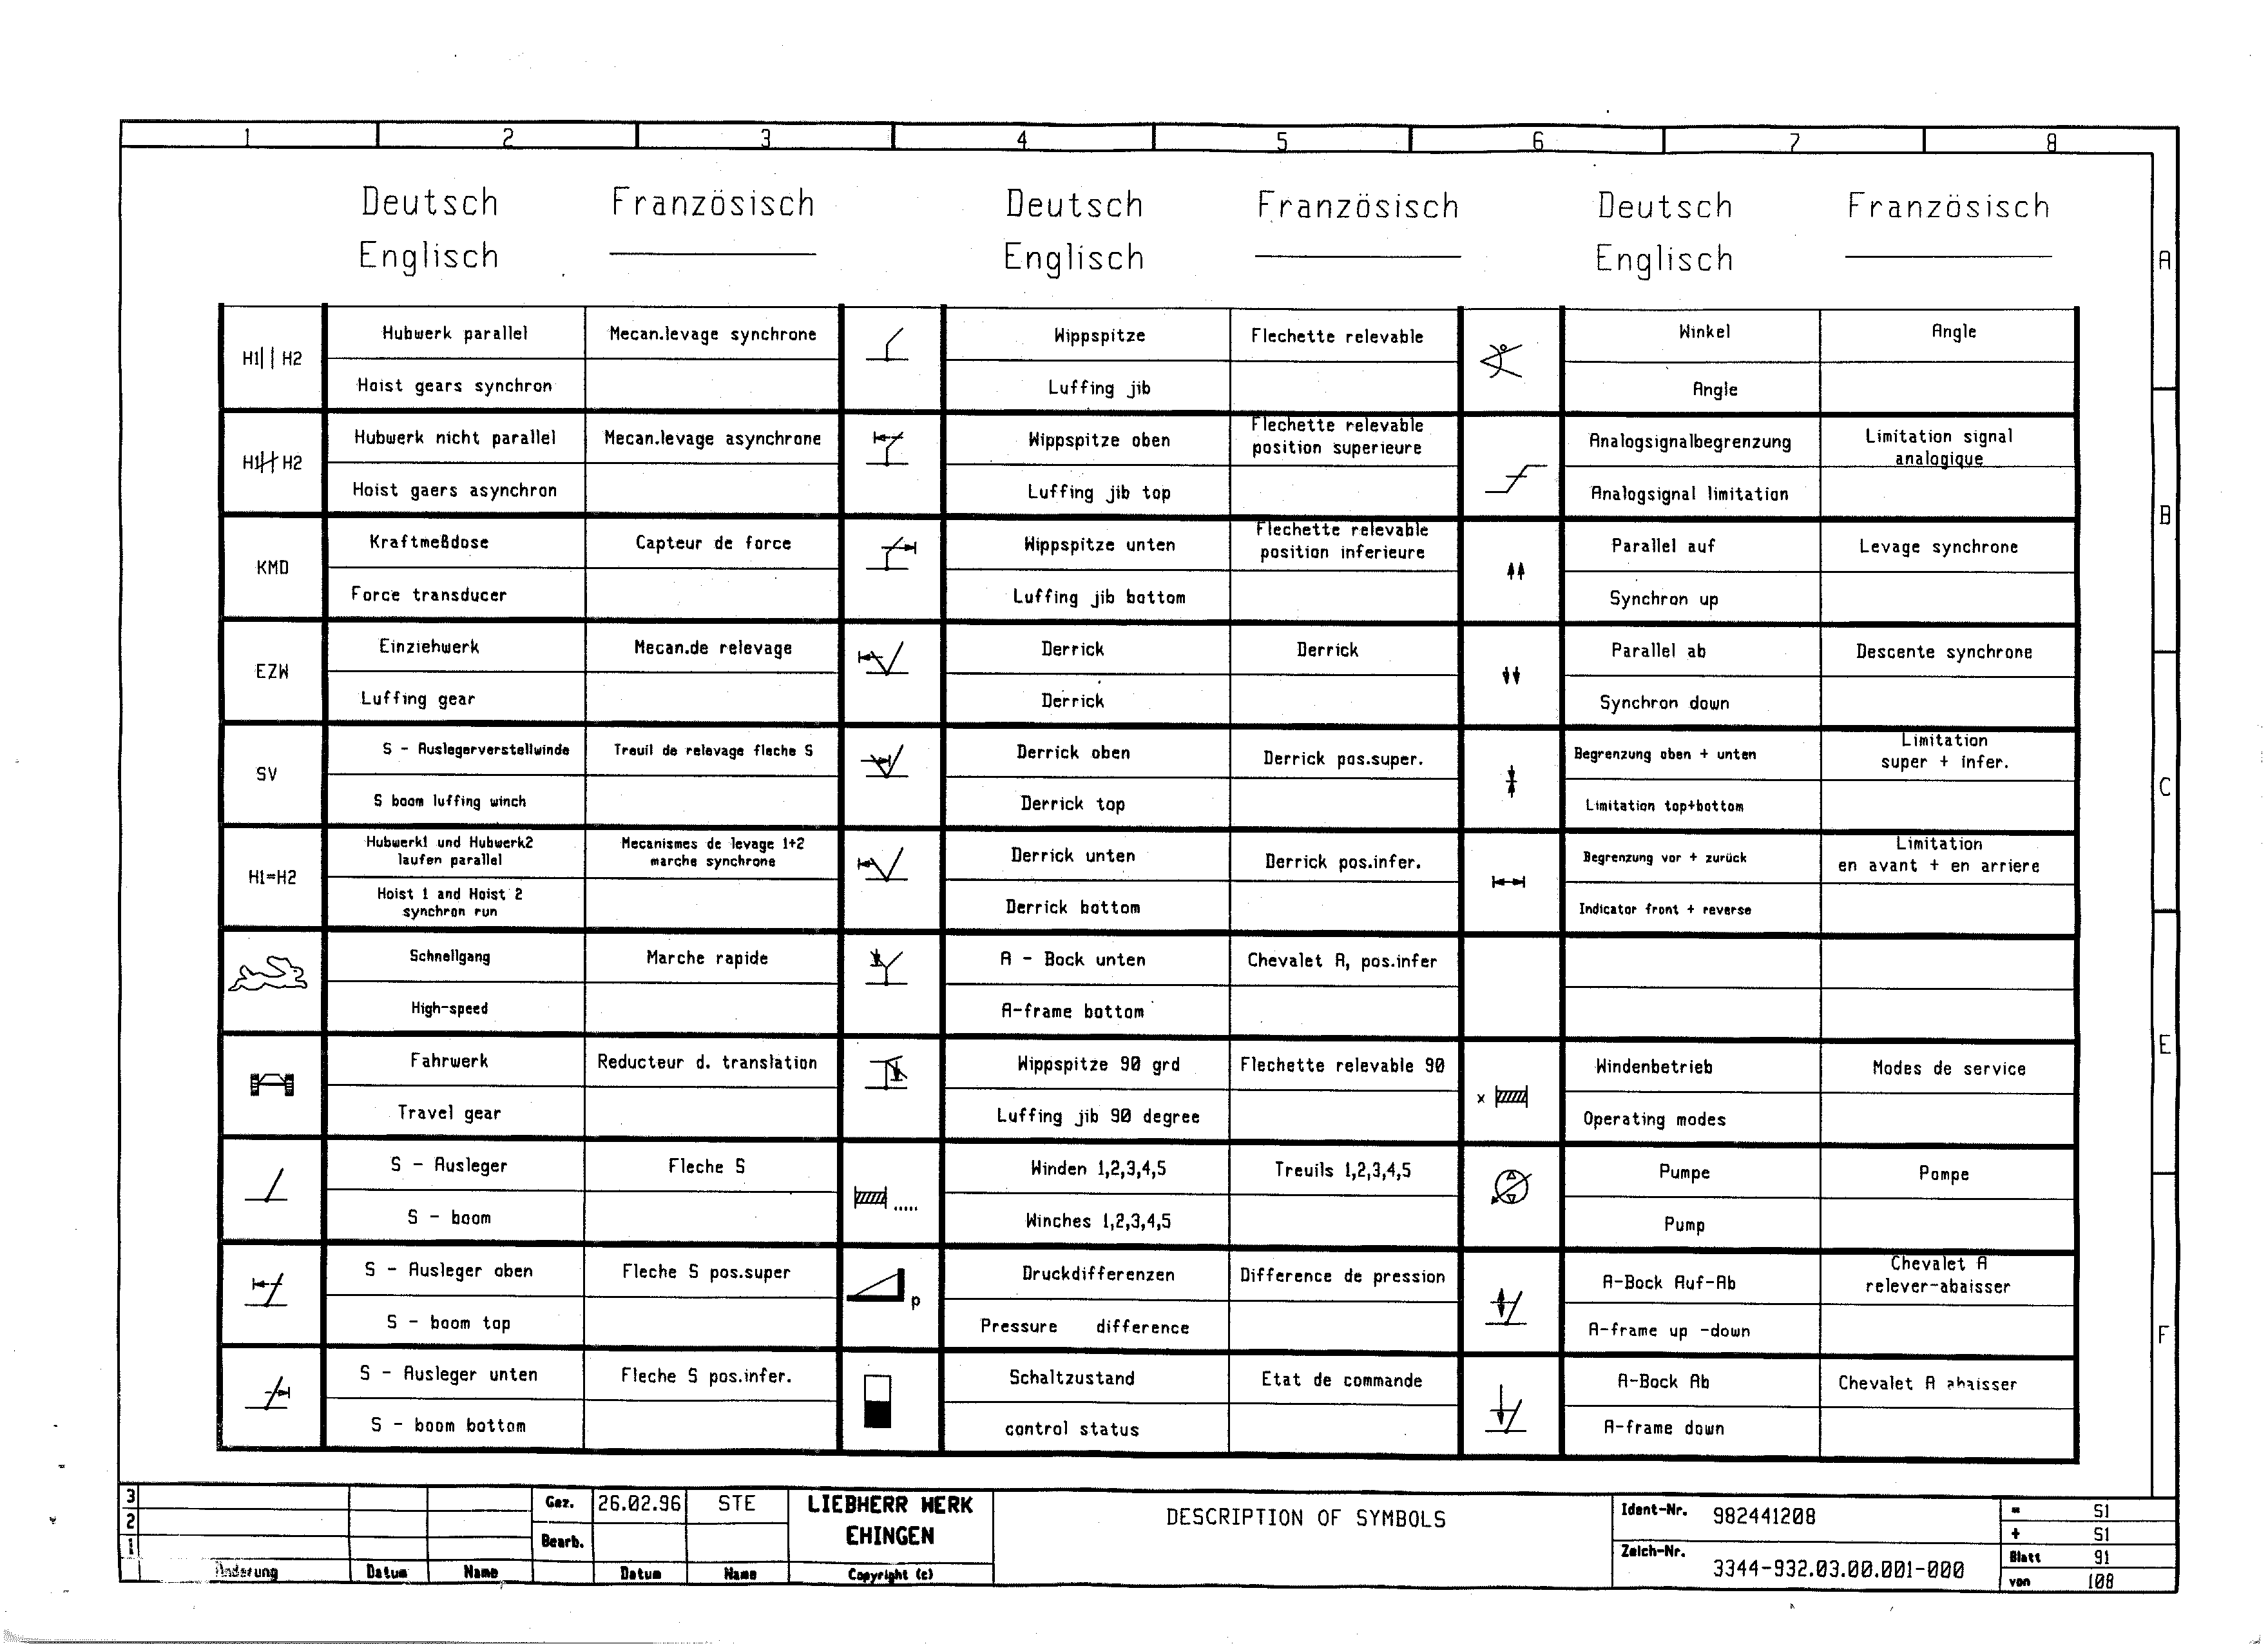 1 2 3 4 5 6 7 8
Deutsch Französisch Deutsch Französisch Deutsch Französisch
Englisch Englisch Englisch
A
B
C
E
F
H1|| H2
Hubwerk parallel
Mecan.levage synchrone
Hoist gears synchron
H1 H2
Hubwerk nicht parallel
Mecan.levage asynchrone
Hoist gaers asynchron
KMD
Kraftmeßdose
Capteur de force
Force transducer
EZW
Einziehwerk
Mecan.de relevage
Luffing gear
SV
S - Auslegerverstellwinde
Treuil de relevage fleche S
S boom luffing winch
H1=H2
Hubwerk1 und Hubwerk2
laufen parallel
Mecanismes de levage 1+2
marche synchrone
Hoist 1 and Hoist 2
synchron run
Schnellgang
Marche rapide
High-speed
Fahrwerk
Reducteur d. translation
Travel gear
S - Ausleger
Fleche S
S - boom
S - Ausleger oben
Fleche S pos.super
S - boom top
S - Ausleger unten
Fleche S pos.infer.
S - boom bottom
Wippspitze
Flechette relevable
Luffing jib
Wippspitze oben
Flechette relevable
position superieure
Luffing jib top
Wippspitze unten
Flechette relevable
position inferieure
Luffing jib bottom
Derrick
Derrick
Derrick
Derrick oben
Derrick pos.super.
Derrick top
Derrick unten
Derrick pos.infer.
Derrick bottom
A - Bock unten
Chevalet A, pos.infer
A-frame bottom
Wippspitze 90 grd
Flechette relevable 90
Luffing jib 90 degree
.....
Winden 1,2,3,4,5
Treuils 1,2,3,4,5
Winches 1,2,3,4,5
p
Druckdifferenzen
Difference de pression
Pressure difference
Schaltzustand
Etat de commande
control status
Winkel
Angle
Angle
Analogsignalbegrenzung
Limitation signal
analogique
Analogsignal limitation
Parallel auf
Levage synchrone
Synchron up
Parallel ab
Descente synchrone
Synchron down
Begrenzung oben + unten
Limitation
super + infer.
Limitation top+bottom
Begrenzung vor + zurück
Limitation
en avant + en arriere
Indicator front + reverse
x
Windenbetrieb
Modes de service
Operating modes
Pumpe
Pompe
Pump
A-Bock Auf-Ab
Chevalet A
relever-abaisser
A-frame up -down
A-Bock Ab
Chevalet A abaisser
A-frame down
3
2
1
Änderung Datum Name
Gez. 26.02.96 STE
Bearb.
Datum Name
LIEBHERR WERK
EHINGEN
Copyright (c)
DESCRIPTION OF SYMBOLS
Ident-Nr. 982441208
Zeich-Nr. 3344-932.03.00.001-000
= S1
+ S1
Blatt 91
von 108